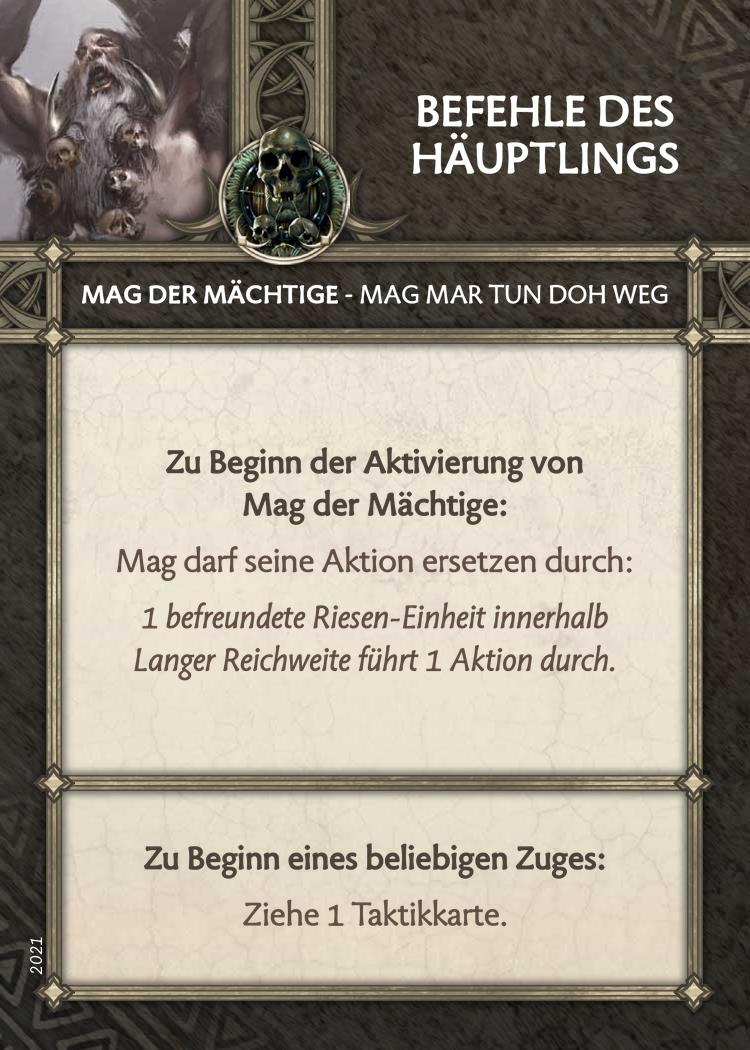 BEFEHLE DES
HÄUPTLINGS
MAG DER MÄCHTIGE - MAG MAR TUN DOH WEG
Zu Beginn der Aktivierung von
Mag der Mächtige:
Mag darf seine Aktion ersetzen durch:
1 befreundete Riesen-Einheit innerhalb
Langer Reichweite führt 1 Aktion durch.
Zu Beginn eines beliebigen Zuges:
Ziehe 1 Taktikkarte.
2021